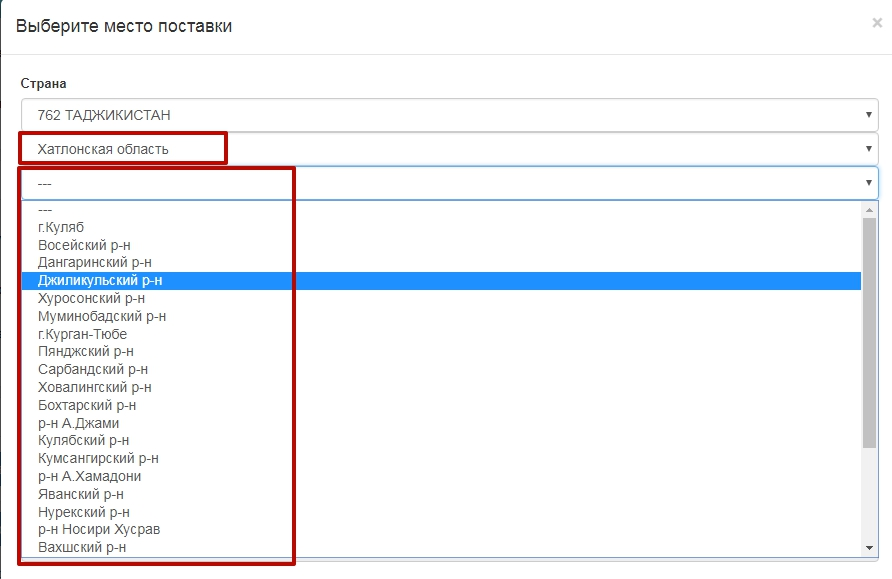 Выберите место поставки
×
Страна
762 ТАДЖИКИСТАН
Хатлонская область
---
---
г.Куляб
Восейский р-н
Дангаринский р-н
Джиликульский р-н
Хуросонский р-н
Муминобадский р-н
г.Курган-Тюбе
Пянджский р-н
Сарбандский р-н
Ховалингский р-н
Бохтарский р-н
р-н А.Джами
Кулябский р-н
Кумсангирский р-н
р-н А.Хамадони
Яванский р-н
Нурекский р-н
р-н Носири Хусрав
Вахшский р-н